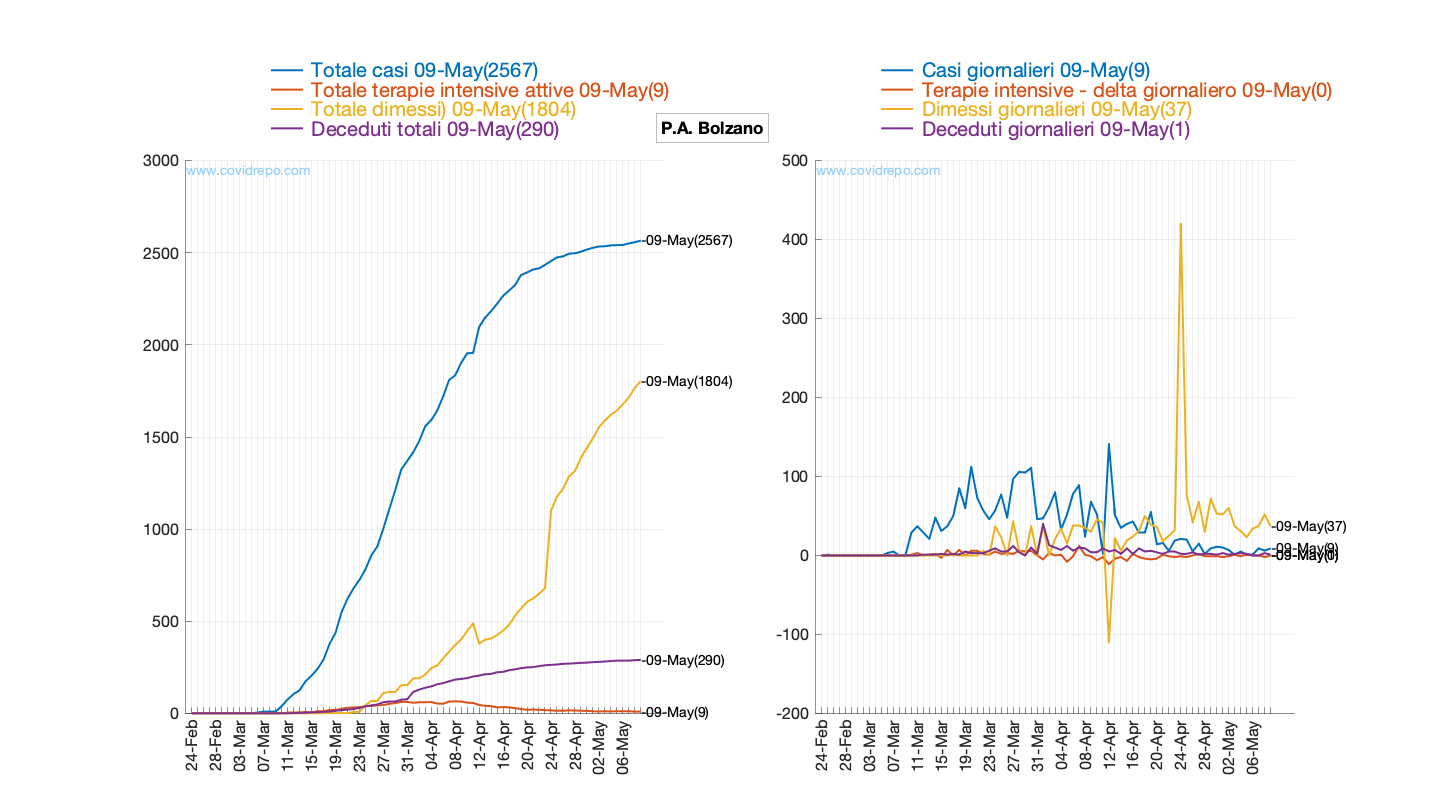 Totale casi 09-May(2567)
Totale terapie intensive attive 09-May(9)
Totale dimessi) 09-May(1804)
Deceduti totali 09-May(290)
P.A. Bolzano
Casi giornalieri 09-May(9)
Terapie intensive - delta giornaliero 09-May(0)
Dimessi giornalieri 09-May(37)
Deceduti giornalieri 09-May(1)
www.covidrepo.com
3000
2500
2000
1500
1000
500
0
-09-May(2567)
-09-May(1804)
-09-May(290)
-09-May(9)
24-Feb
28-Feb
03-Mar
07-Mar
11-Mar
15-Mar
19-Mar
23-Mar
27-Mar
31-Mar
04-Apr
08-Apr
12-Apr
16-Apr
20-Apr
24-Apr
28-Apr
02-May
06-May
www.covidrepo.com
500
400
300
200
100
0
-100
-200
-09-May(37)
24-Feb
28-Feb
03-Mar
07-Mar
11-Mar
15-Mar
19-Mar
23-Mar
27-Mar
31-Mar
04-Apr
08-Apr
12-Apr
16-Apr
20-Apr
24-Apr
28-Apr
02-May
06-May